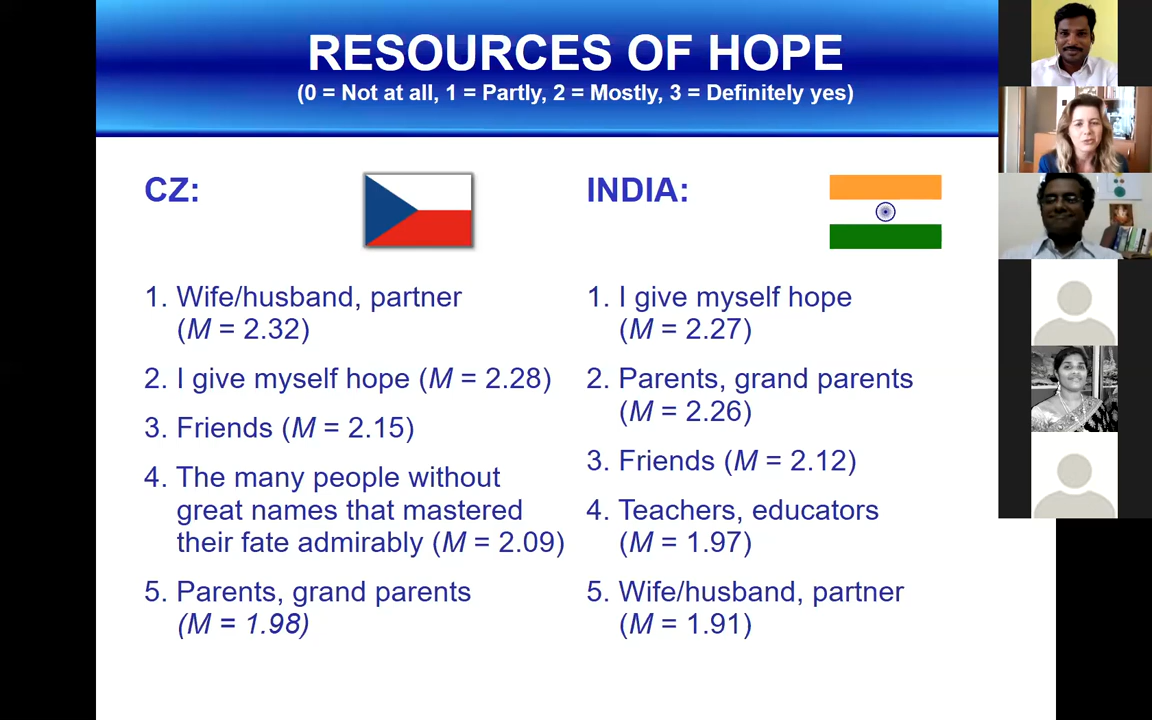 RESOURCES OF HOPE
(0 = Not at all, 1 = Partly, 2 = Mostly, 3 = Definitely yes)
CZ:
1. Wife/husband, partner
(M = 2.32)
2. I give myself hope (M = 2.28)
3. Friends (M = 2.15)
4. The many people without
great names that mastered
their fate admirably (M = 2.09)
5. Parents, grand parents
(M = 1.98)
INDIA:
1. I give myself hope
(M = 2.27)
2. Parents, grand parents
(M = 2.26)
3. Friends (M = 2.12)
4. Teachers, educators
(M = 1.97)
5. Wife/husband, partner
(M = 1.91)